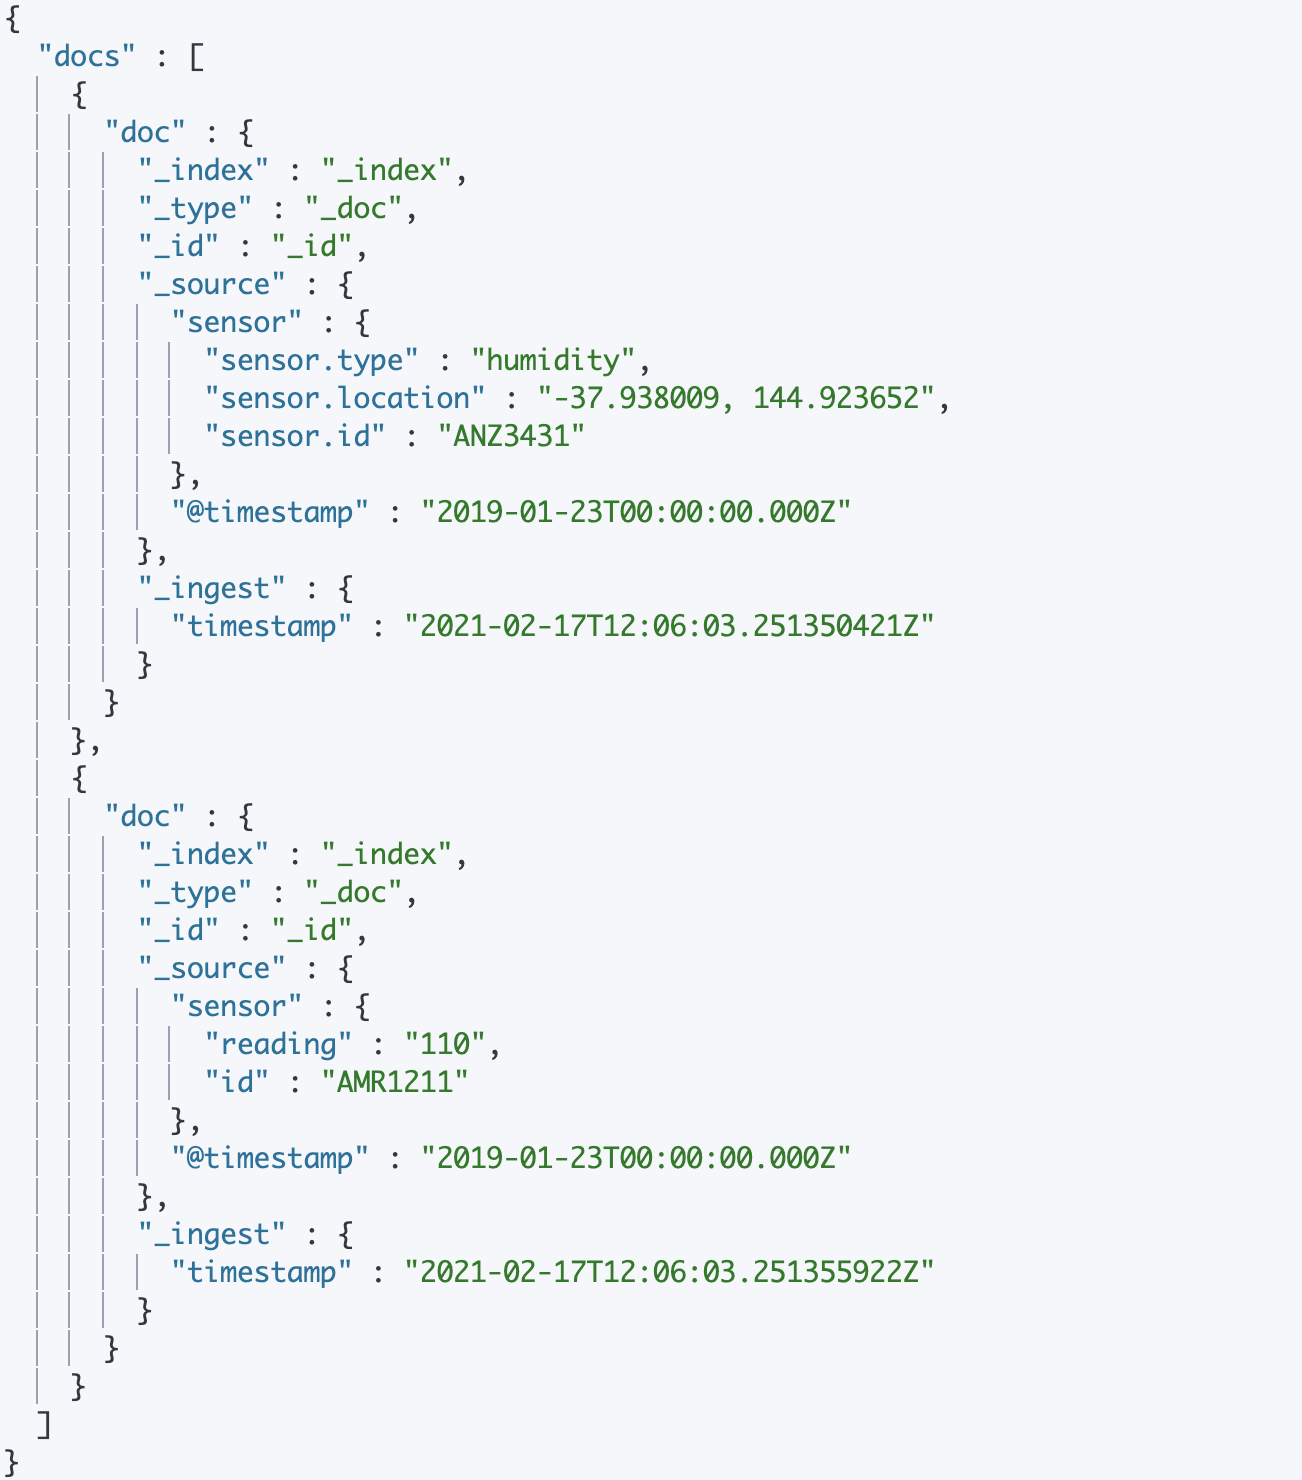 {
  "docs" : [
    {
      "doc" : {
        "_index" : "_index",
        "_type" : "_doc",
        "_id" : "_id",
        "_source" : {
          "sensor" : {
            "sensor.type" : "humidity",
            "sensor.location" : "-37.938009, 144.923652",
            "sensor.id" : "ANZ3431"
          },
          "@timestamp" : "2019-01-23T00:00:00.000Z"
        },
        "_ingest" : {
          "timestamp" : "2021-02-17T12:06:03.251350421Z"
        }
      }
    },
    {
      "doc" : {
        "_index" : "_index",
        "_type" : "_doc",
        "_id" : "_id",
        "_source" : {
          "sensor" : {
            "reading" : "110",
            "id" : "AMR1211"
          },
          "@timestamp" : "2019-01-23T00:00:00.000Z"
        },
        "_ingest" : {
          "timestamp" : "2021-02-17T12:06:03.251355922Z"
        }
      }
    }
  ]
}